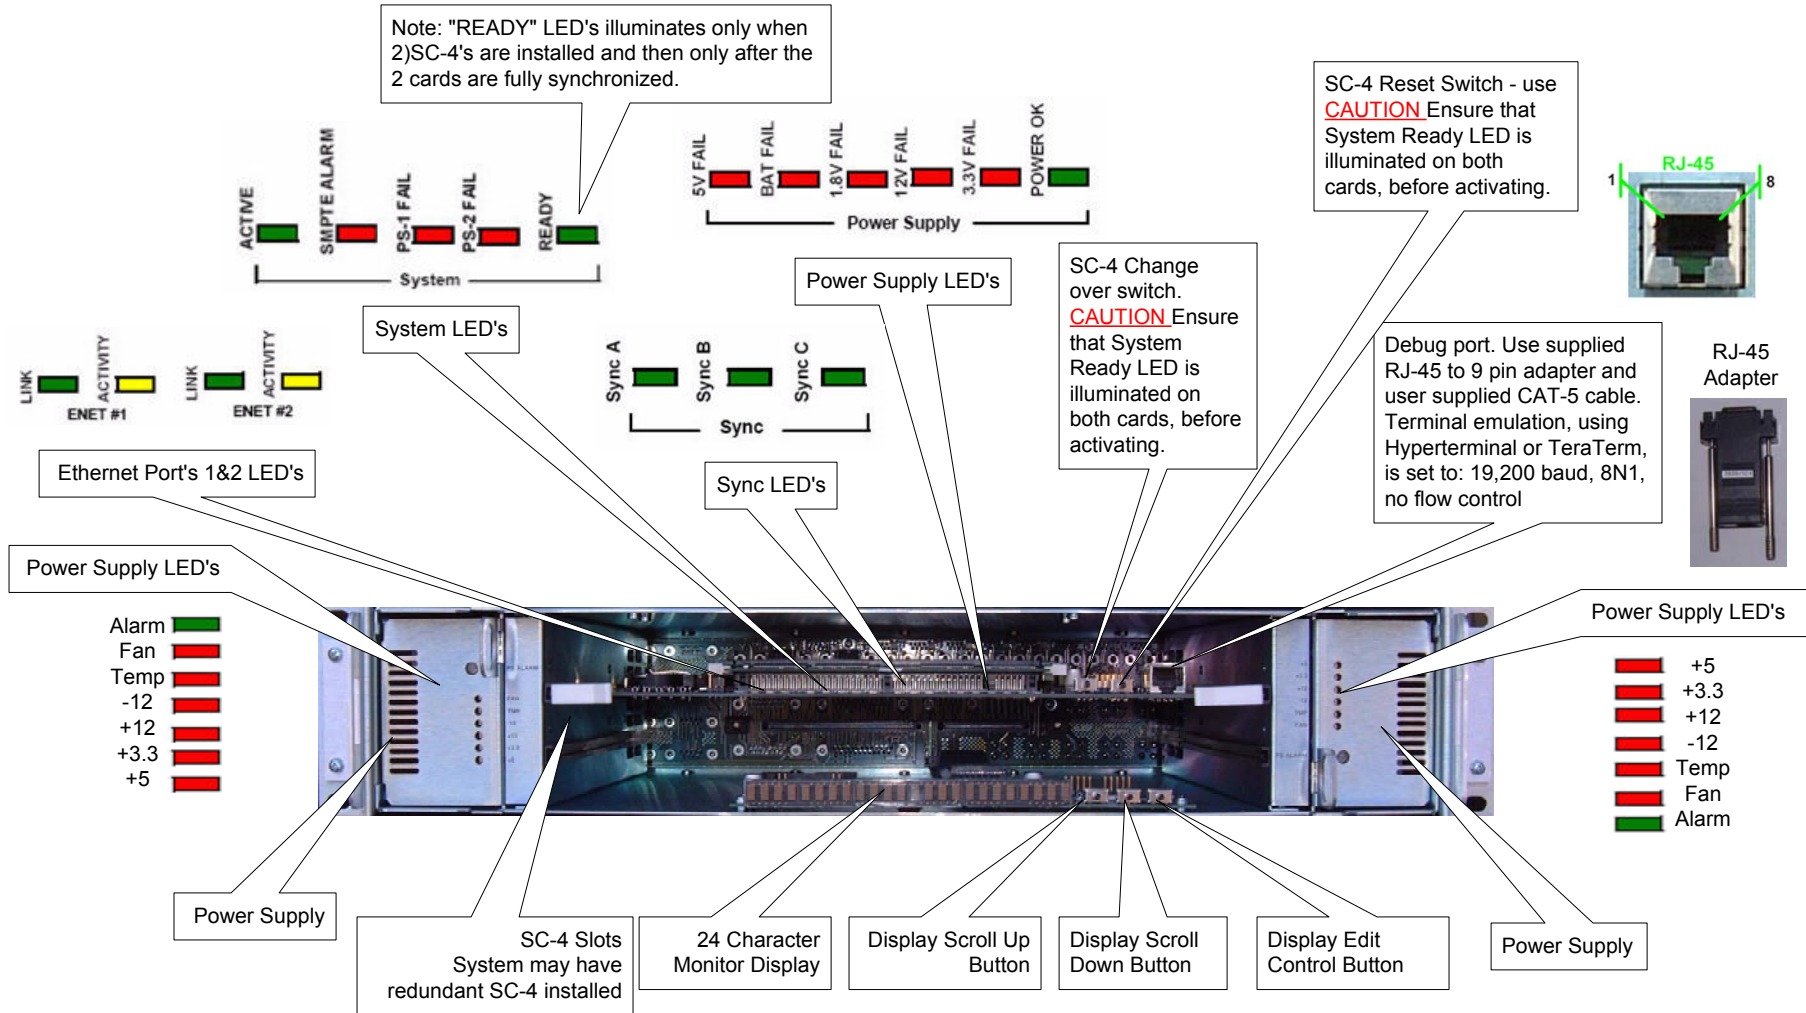 Note: "READY" LED's illuminates only when
2)SC-4's are installed and then only after the
2 cards are fully synchronized.
SC-4 Reset Switch - use
CAUTION Ensure that
System Ready LED is
illuminated on both
cards, before activating.
RJ-45
1
8
ACTIVE
SMPTE ALARM
PS-1 FAIL
PS-2 FAIL
READY
System
5V FAIL
BAT FAIL
1.8V FAIL
12V FAIL
3.3V FAIL
POWER OK
Power Supply
SC-4 Change
over switch.
CAUTION Ensure
that System
Ready LED is
illuminated on
both cards, before
activating.
Power Supply LED's
System LED's
Sync A
Sync B
Sync C
Sync
Debug port. Use supplied
RJ-45 to 9 pin adapter and
user supplied CAT-5 cable.
Terminal emulation, using
Hyperterminal or TeraTerm,
is set to: 19,200 baud, 8N1,
no flow control
RJ-45
Adapter
LINK
ACTIVITY
ENET #1
LINK
ACTIVITY
ENET #2
Ethernet Port's 1&2 LED's
Sync LED's
Power Supply LED's
Power Supply LED's
Alarm
Fan
Temp
-12
+12
+3.3
+5
PS ALARM
+5
+3.3
+12
-12
Temp
Fan
Alarm
Power Supply
SC-4 Slots
System may have
redundant SC-4 installed
24 Character
Monitor Display
Display Scroll Up
Button
Display Scroll
Down Button
Display Edit
Control Button
Power Supply